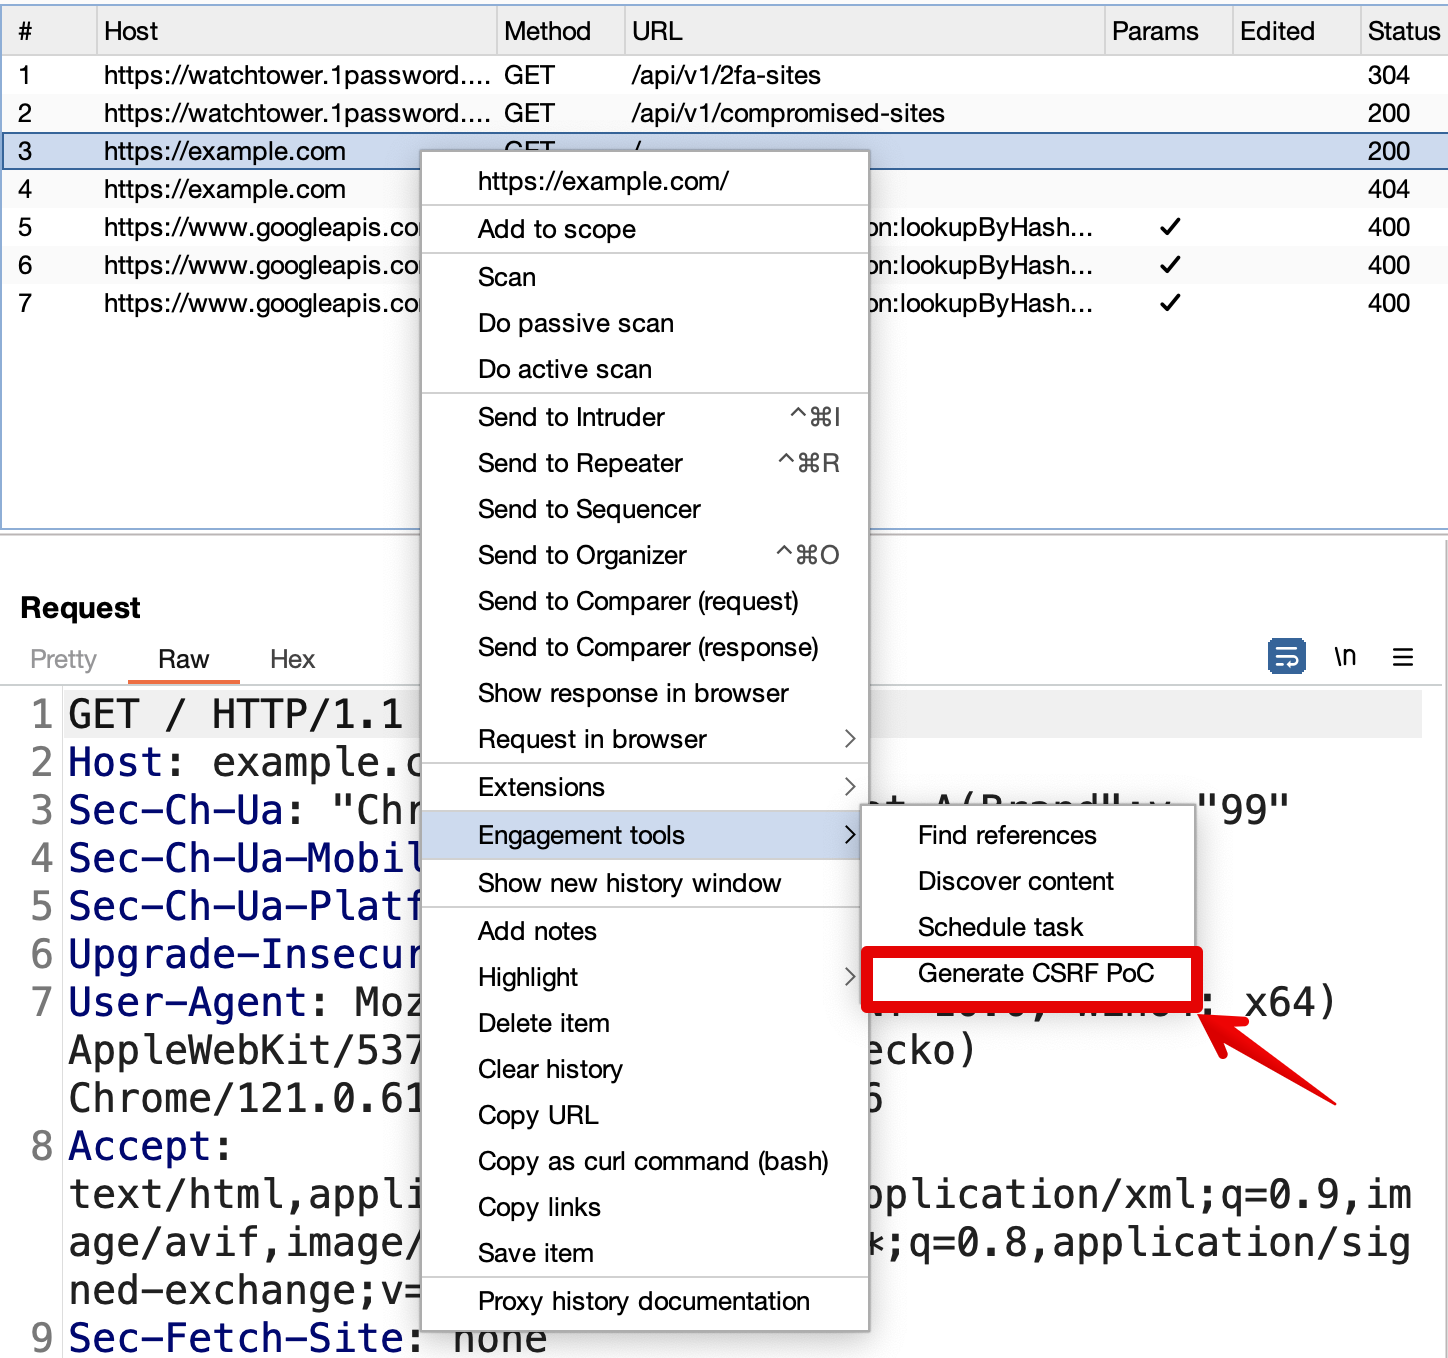 # Host Method URL Params Edited Status
1 https://watchtower.1password.... GET /api/v1/2fa-sites 304
2 https://watchtower.1password.... GET /api/v1/compromised-sites 200
3 https://example.com GET / 200
4 https://example.com 404
5 https://www.googleapis.co on:lookupByHash... ✓ 400
6 https://www.googleapis.co on:lookupByHash... ✓ 400
7 https://www.googleapis.co on:lookupByHash... ✓ 400
https://example.com/
Add to scope
Scan
Do passive scan
Do active scan
Send to Intruder ^⌘I
Send to Repeater ^⌘R
Send to Sequencer
Send to Organizer ^⌘O
Send to Comparer (request)
Send to Comparer (response)
Show response in browser
Request in browser >
Extensions >
Engagement tools >
Show new history window
Add notes
Highlight >
Delete item
Clear history
Copy URL
Copy as curl command (bash)
Copy links
Save item
Proxy history documentation
Find references
Discover content
Schedule task
Generate CSRF PoC
Request
Pretty Raw Hex \n
1 GET / HTTP/1.1
2 Host: example.c
3 Sec-Ch-Ua: "Chr A(Brand";v="99"
4 Sec-Ch-Ua-Mobil
5 Sec-Ch-Ua-Platf
6 Upgrade-Insecur
7 User-Agent: Moz x64)
AppleWebKit/537 ecko)
Chrome/121.0.61 6
8 Accept:
text/html,appli pplication/xml;q=0.9,im
age/avif,image/ *;q=0.8,application/sig
ned-exchange;v=
9 Sec-Fetch-Site: none